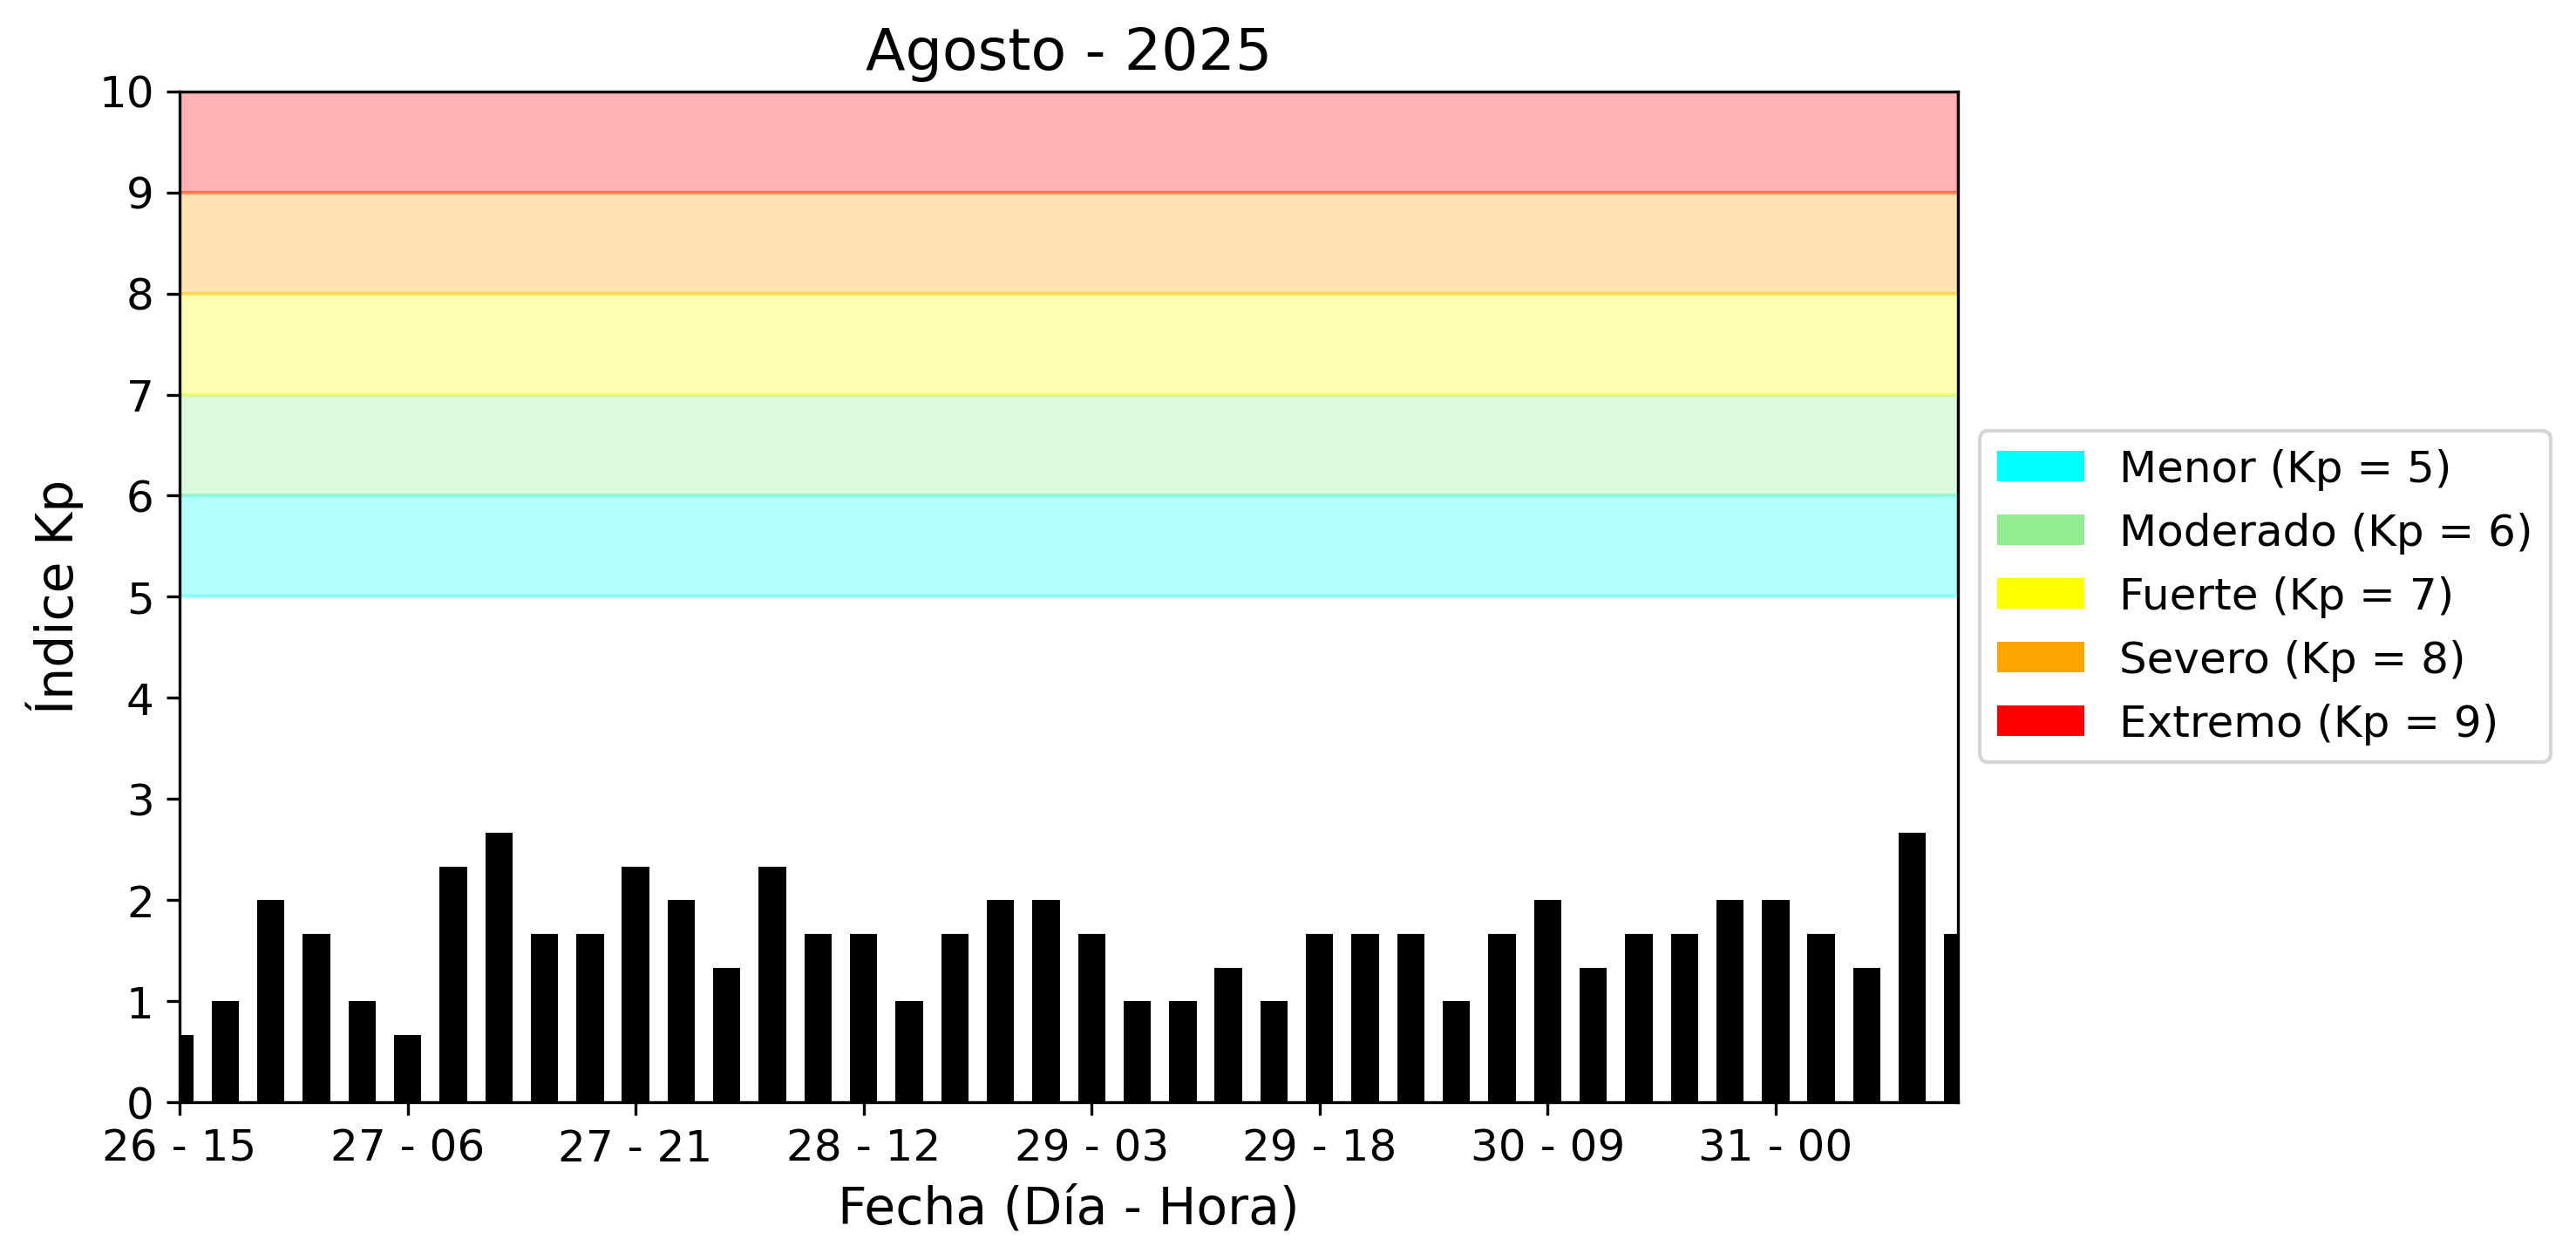 Agosto - 2025
10
9
8
7
6
5
4
3
2
1
0
Índice Kp
26 - 15
27 - 06
27 - 21
28 - 12
29 - 03
29 - 18
30 - 09
31 - 00
Fecha (Día - Hora)
Menor (Kp = 5)
Moderado (Kp = 6)
Fuerte (Kp = 7)
Severo (Kp = 8)
Extremo (Kp = 9)